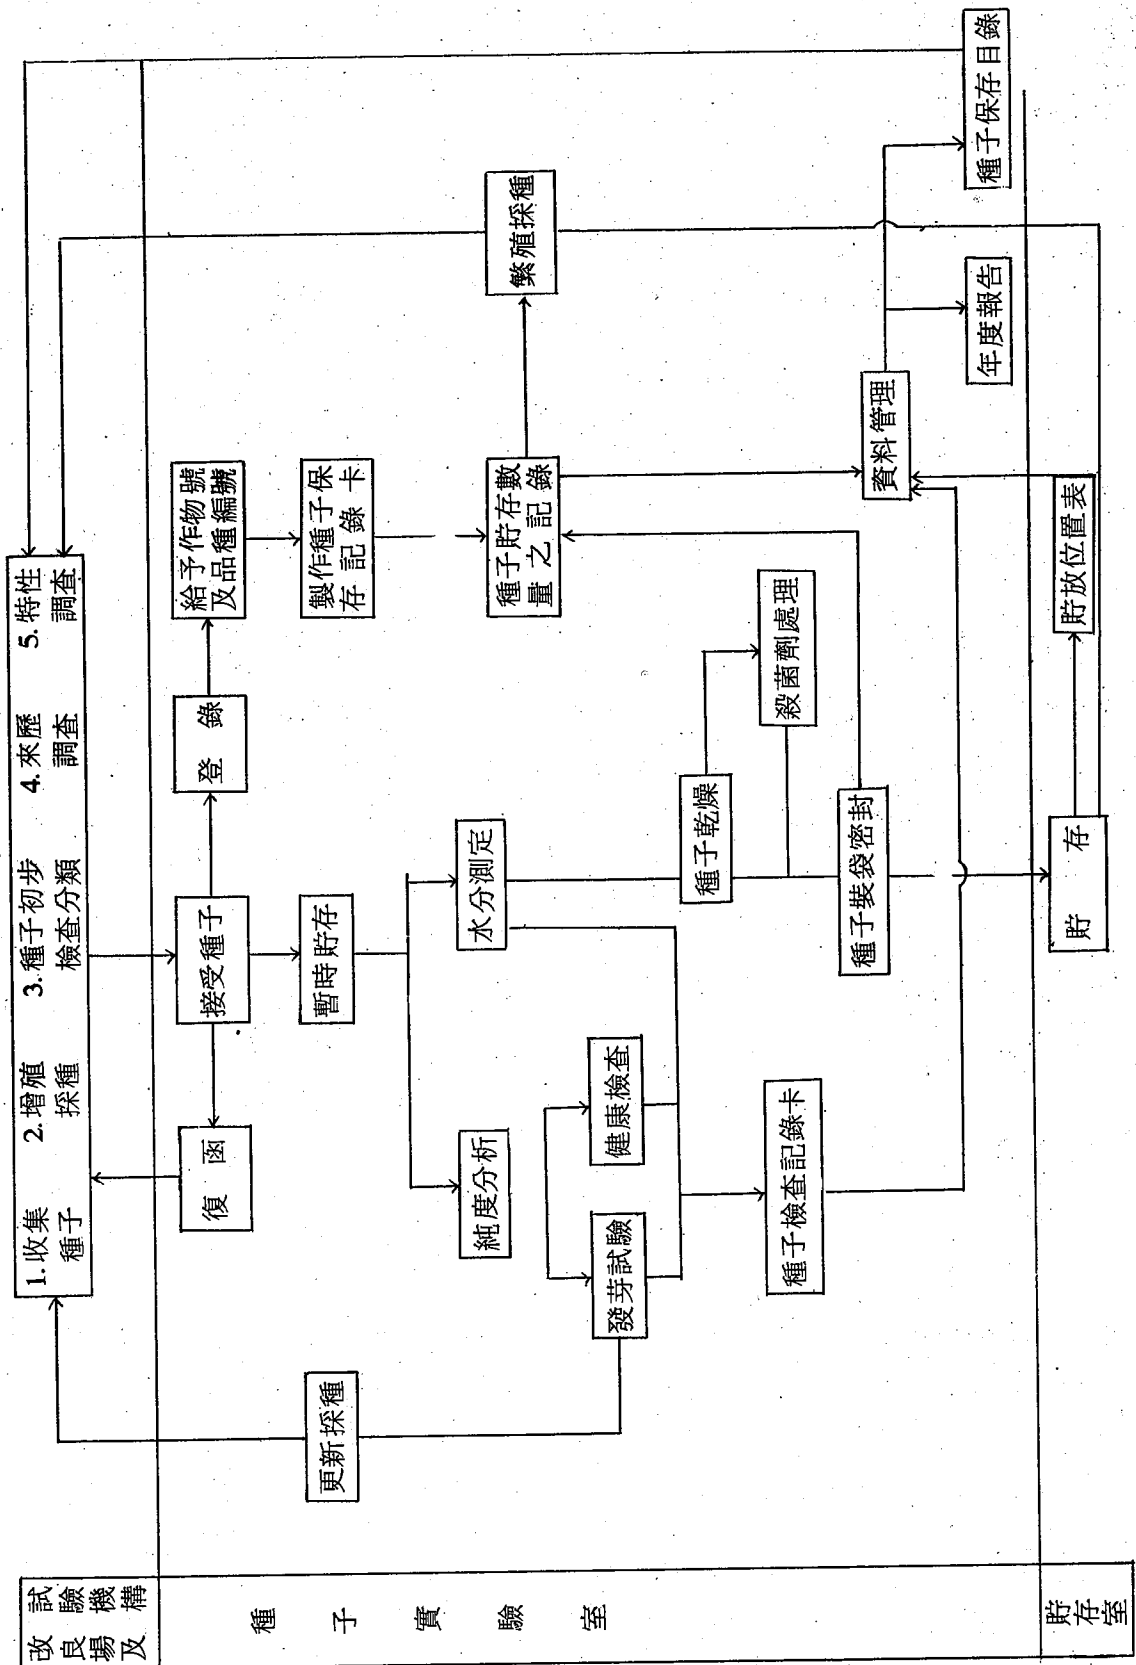 改良場及
試驗機構
1.收集
種子
2.增殖
採種
3.種子初步
檢查分類
4.來歷
調查
5.特性
調查
種子實驗室
更新採種
復函
接受種子
登錄
給予作物號
及品種編號
暫時貯存
製作種子保
存記錄卡
純度分析
水分測定
種子貯存數
量之記錄
繁殖採種
發芽試驗
健康檢查
種子乾燥
殺菌劑處理
種子檢查記錄卡
種子裝袋密封
資料管理
年度報告
種子保存目錄
貯存室
貯存
貯放位置表